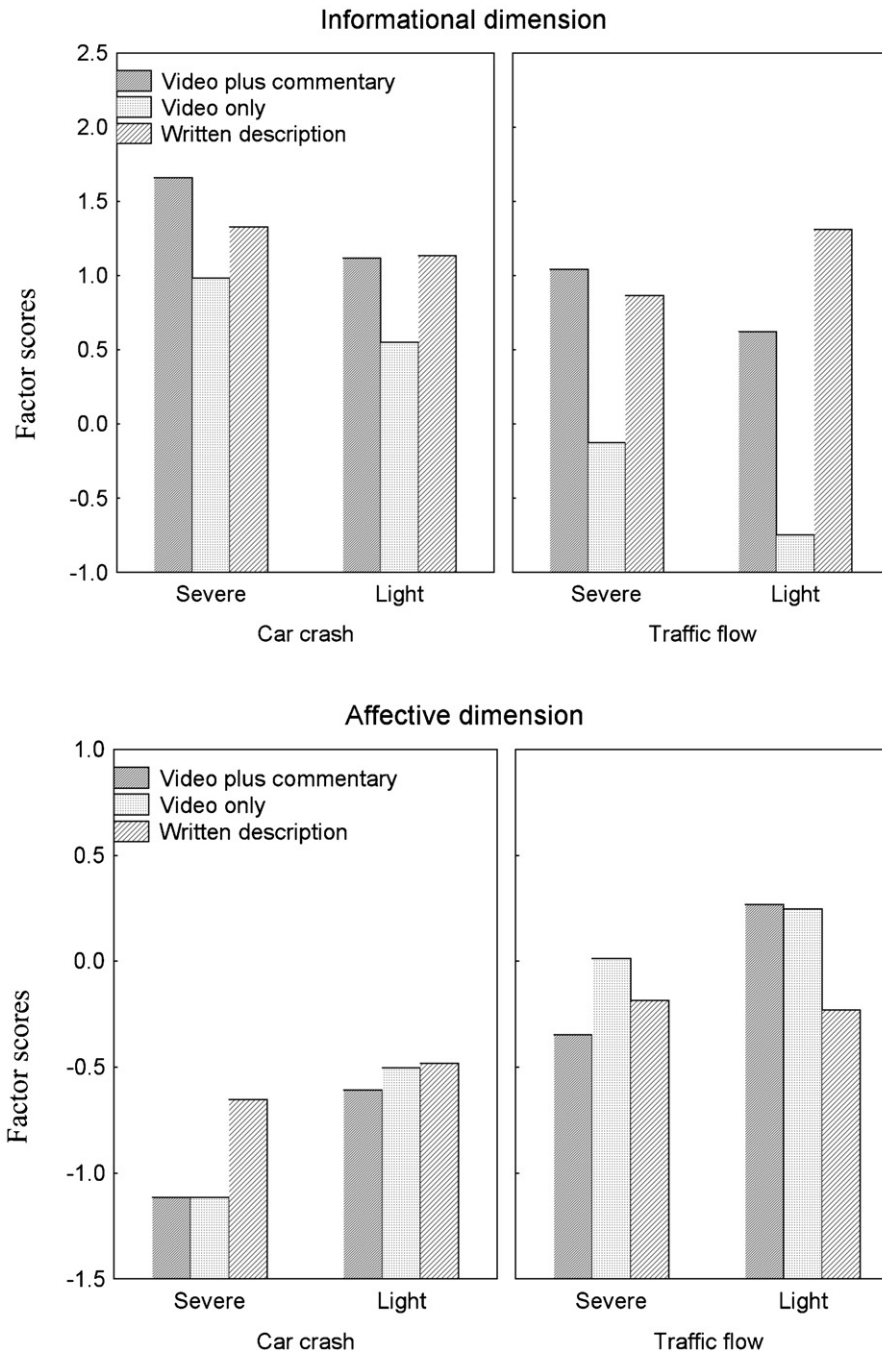 Informational dimension
2.5
2.0
1.5
1.0
0.5
0.0
-0.5
-1.0
Factor scores
Video plus commentary
Video only
Written description
Severe Light Severe Light
Car crash Traffic flow
Affective dimension
1.0
0.5
0.0
-0.5
-1.0
-1.5
Factor scores
Video plus commentary
Video only
Written description
Severe Light Severe Light
Car crash Traffic flow